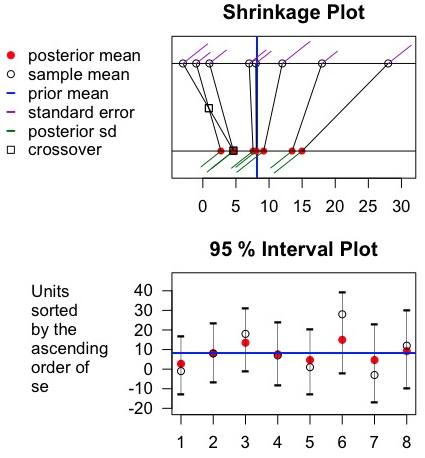 Shrinkage Plot
posterior mean
sample mean
prior mean
standard error
posterior sd
crossover
0 5 10 15 20 25 30
95 % Interval Plot
Units
sorted
by the
ascending
order of
se
40
30
20
10
0
-10
-20
1 2 3 4 5 6 7 8